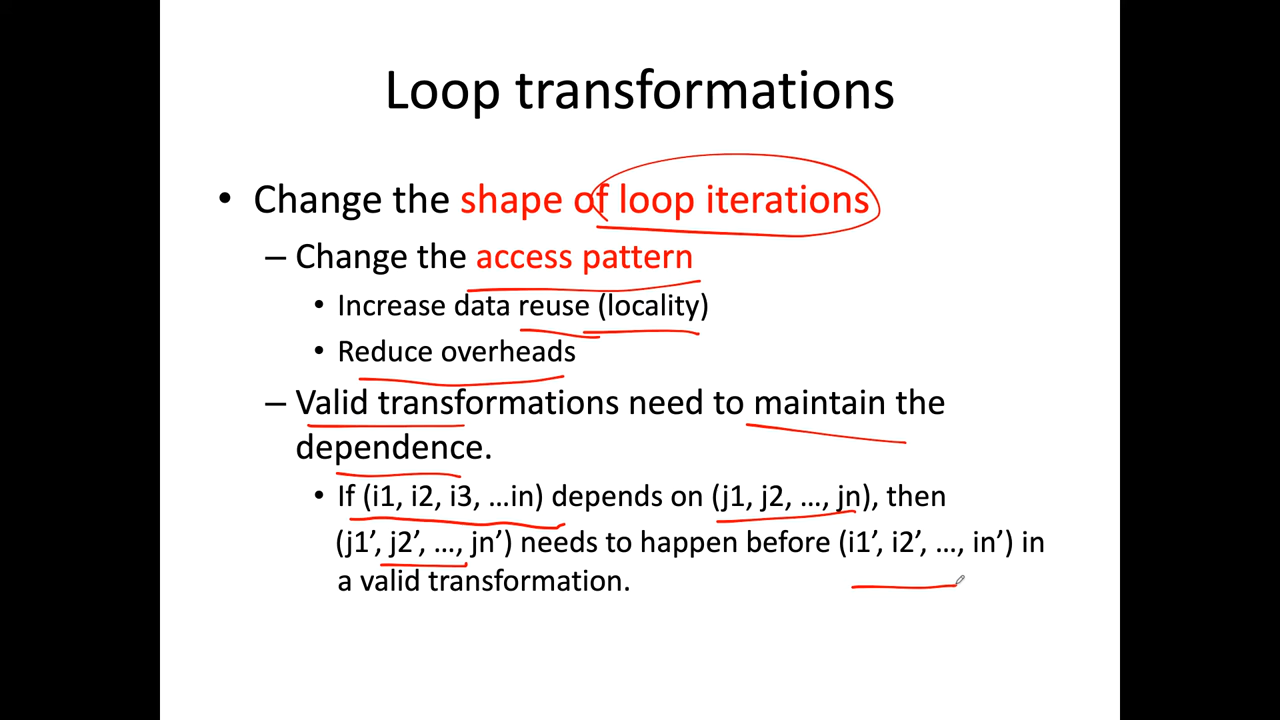 Loop transformations
• Change the shape of loop iterations
– Change the access pattern
• Increase data reuse (locality)
• Reduce overheads
– Valid transformations need to maintain the
dependence.
• If (i1, i2, i3, …in) depends on (j1, j2, …, jn), then
(j1’, j2’, …, jn’) needs to happen before (i1’, i2’, …, in’) in
a valid transformation.